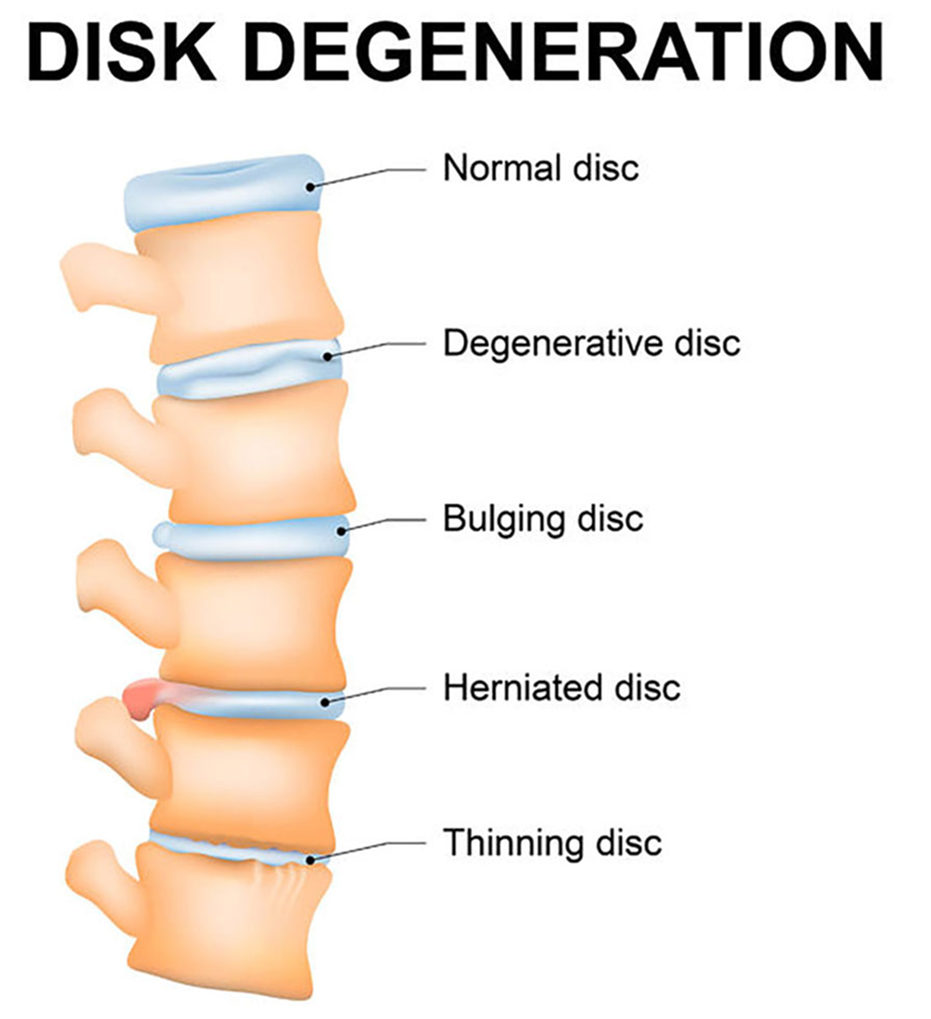 DISK DEGENERATION
Normal disc
Degenerative disc
Bulging disc
Herniated disc
Thinning disc